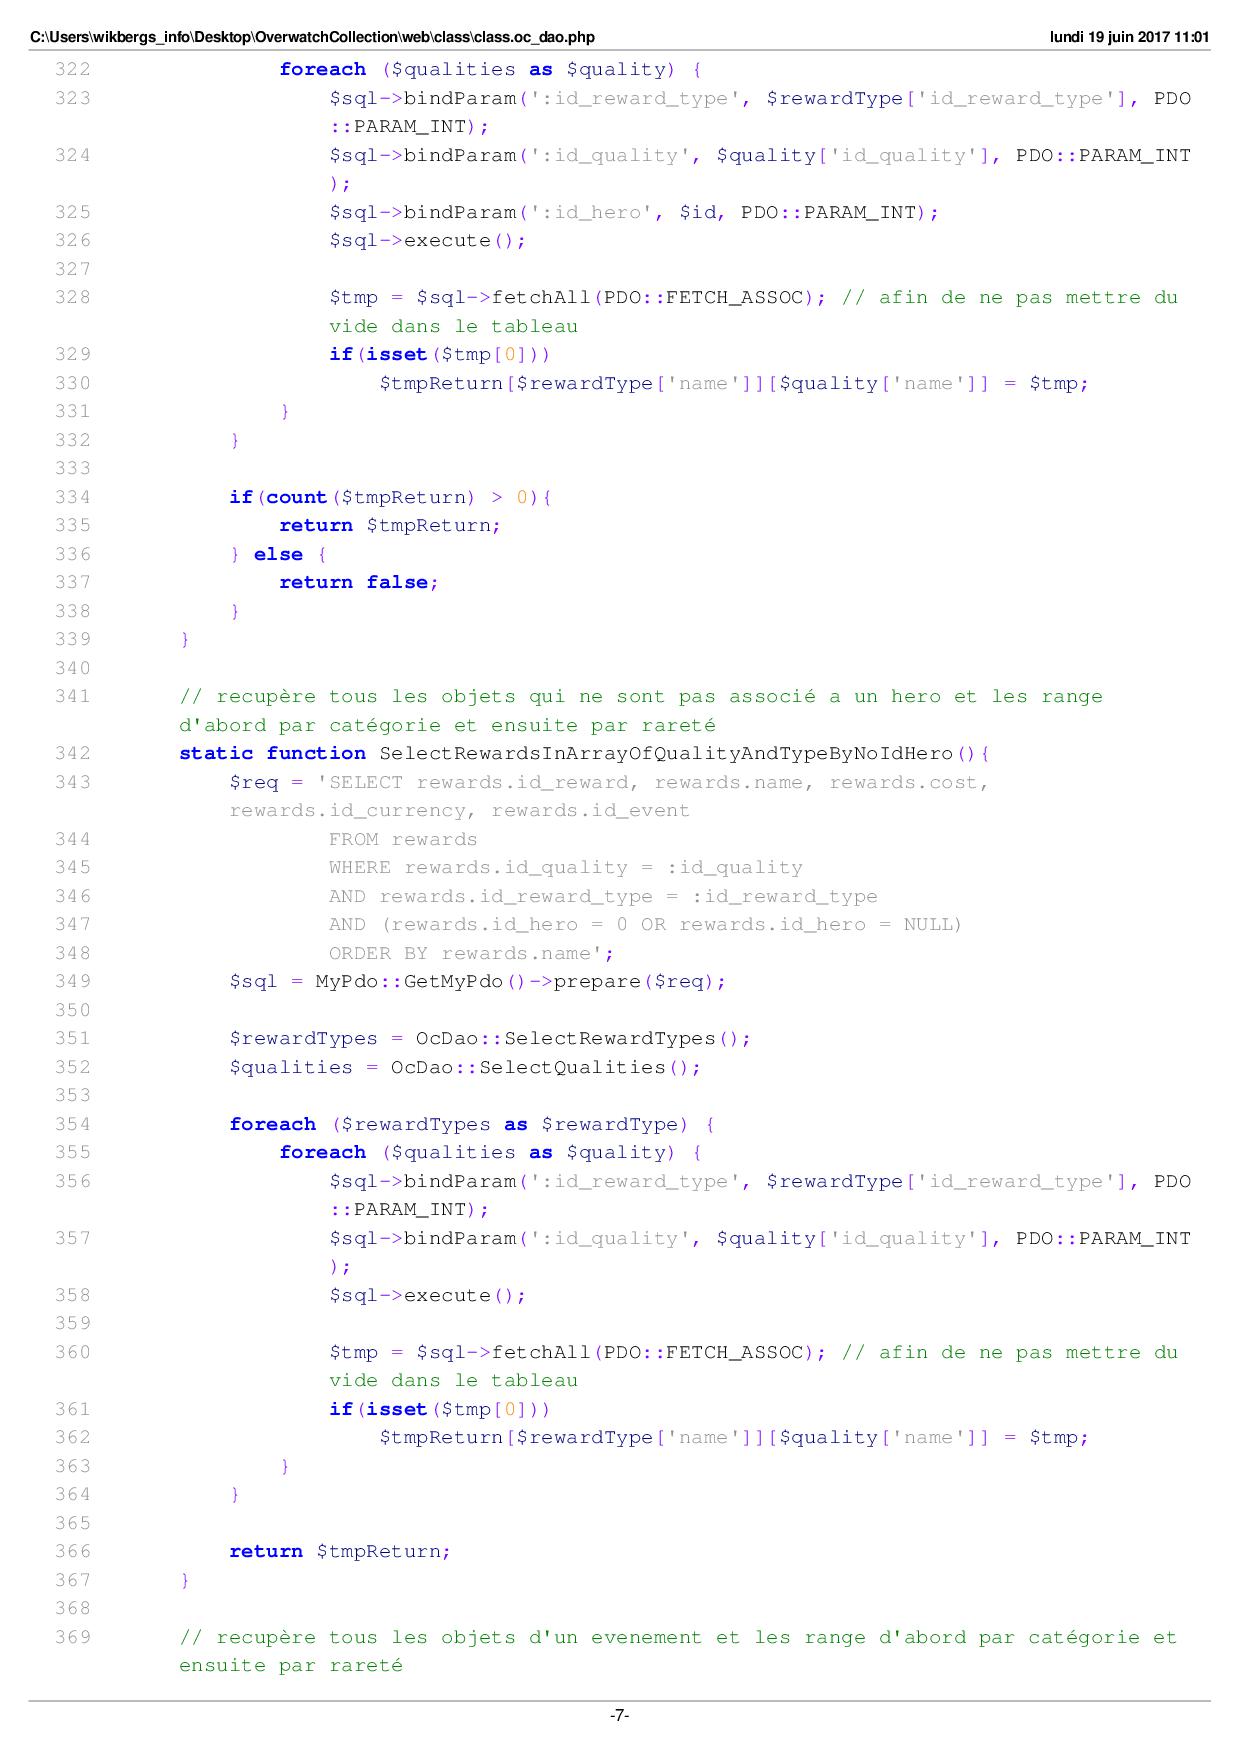 C:\Users\wikbergs_info\Desktop\OverwatchCollection\web\class\class.oc_dao.php lundi 19 juin 2017 11:01
322 foreach ($qualities as $quality) {
323 $sql->bindParam(':id_reward_type', $rewardType['id_reward_type'], PDO
::PARAM_INT);
324 $sql->bindParam(':id_quality', $quality['id_quality'], PDO::PARAM_INT
);
325 $sql->bindParam(':id_hero', $id, PDO::PARAM_INT);
326 $sql->execute();
327
328 $tmp = $sql->fetchAll(PDO::FETCH_ASSOC); // afin de ne pas mettre du
vide dans le tableau
329 if(isset($tmp[0]))
330 $tmpReturn[$rewardType['name']][$quality['name']] = $tmp;
331 }
332 }
333
334 if(count($tmpReturn) > 0){
335 return $tmpReturn;
336 } else {
337 return false;
338 }
339 }
340
341 // recupère tous les objets qui ne sont pas associé a un hero et les range
d'abord par catégorie et ensuite par rareté
342 static function SelectRewardsInArrayOfQualityAndTypeByNoIdHero(){
343 $req = 'SELECT rewards.id_reward, rewards.name, rewards.cost,
rewards.id_currency, rewards.id_event
344 FROM rewards
345 WHERE rewards.id_quality = :id_quality
346 AND rewards.id_reward_type = :id_reward_type
347 AND (rewards.id_hero = 0 OR rewards.id_hero = NULL)
348 ORDER BY rewards.name';
349 $sql = MyPdo::GetMyPdo()->prepare($req);
350
351 $rewardTypes = OcDao::SelectRewardTypes();
352 $qualities = OcDao::SelectQualities();
353
354 foreach ($rewardTypes as $rewardType) {
355 foreach ($qualities as $quality) {
356 $sql->bindParam(':id_reward_type', $rewardType['id_reward_type'], PDO
::PARAM_INT);
357 $sql->bindParam(':id_quality', $quality['id_quality'], PDO::PARAM_INT
);
358 $sql->execute();
359
360 $tmp = $sql->fetchAll(PDO::FETCH_ASSOC); // afin de ne pas mettre du
vide dans le tableau
361 if(isset($tmp[0]))
362 $tmpReturn[$rewardType['name']][$quality['name']] = $tmp;
363 }
364 }
365
366 return $tmpReturn;
367 }
368
369 // recupère tous les objets d'un evenement et les range d'abord par catégorie et
ensuite par rareté
-7-